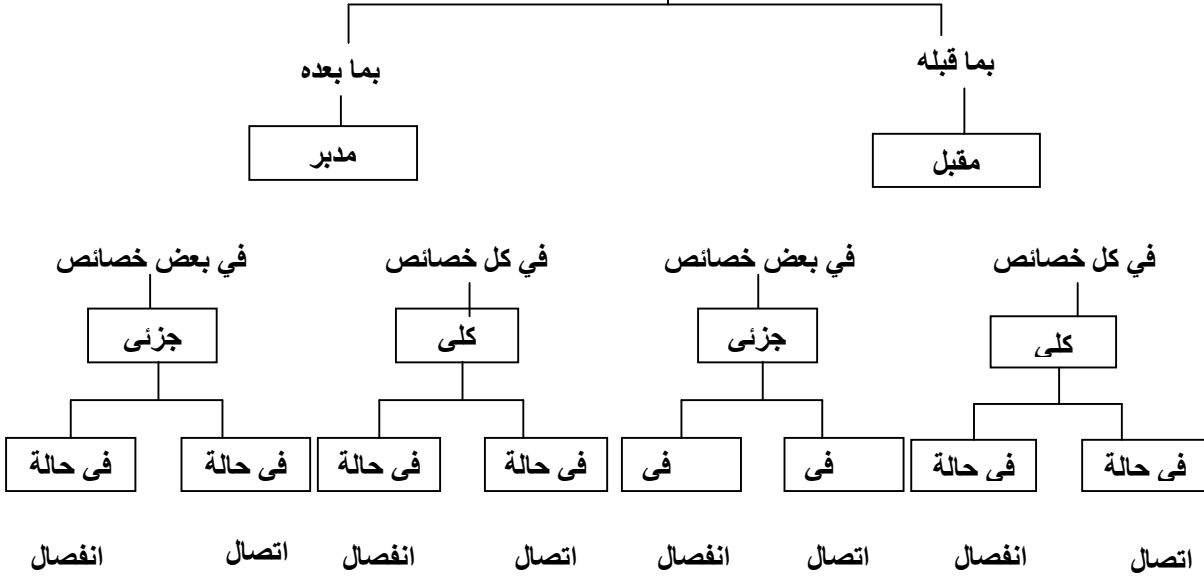 بما قبله
بما بعده
مقبل
مدبر
في كل خصائص
في بعض خصائص
في كل خصائص
في بعض خصائص
كلى
جزئى
كلى
جزئى
فى حالة
فى حالة
فى
فى
فى حالة
فى حالة
فى حالة
فى حالة
اتصال
انفصال
اتصال
انفصال
اتصال
انفصال
اتصال
انفصال